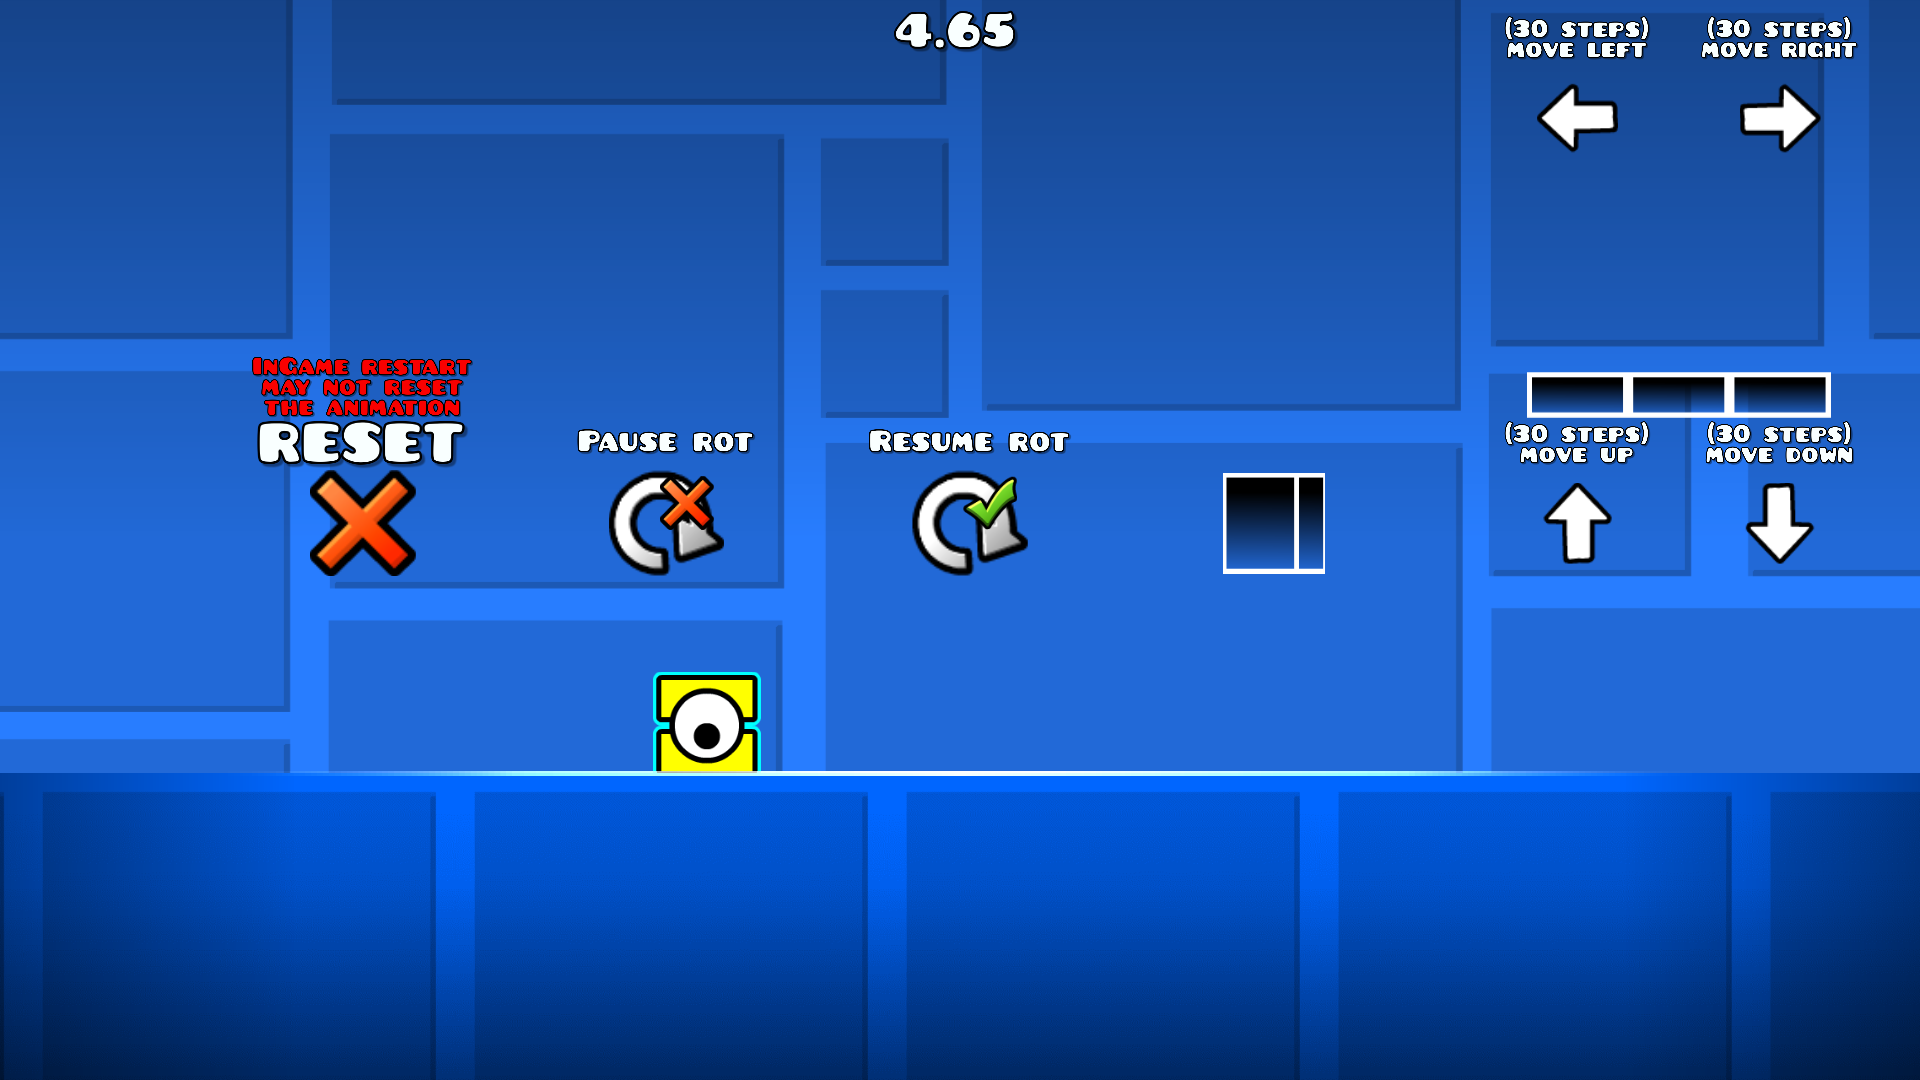 4.65
(30 STEPS)
MOVE LEFT
(30 STEPS)
MOVE RIGHT
INGAME RESTART
MAY NOT RESET
THE ANIMATION
RESET
PAUSE ROT
RESUME ROT
(30 STEPS)
MOVE UP
(30 STEPS)
MOVE DOWN